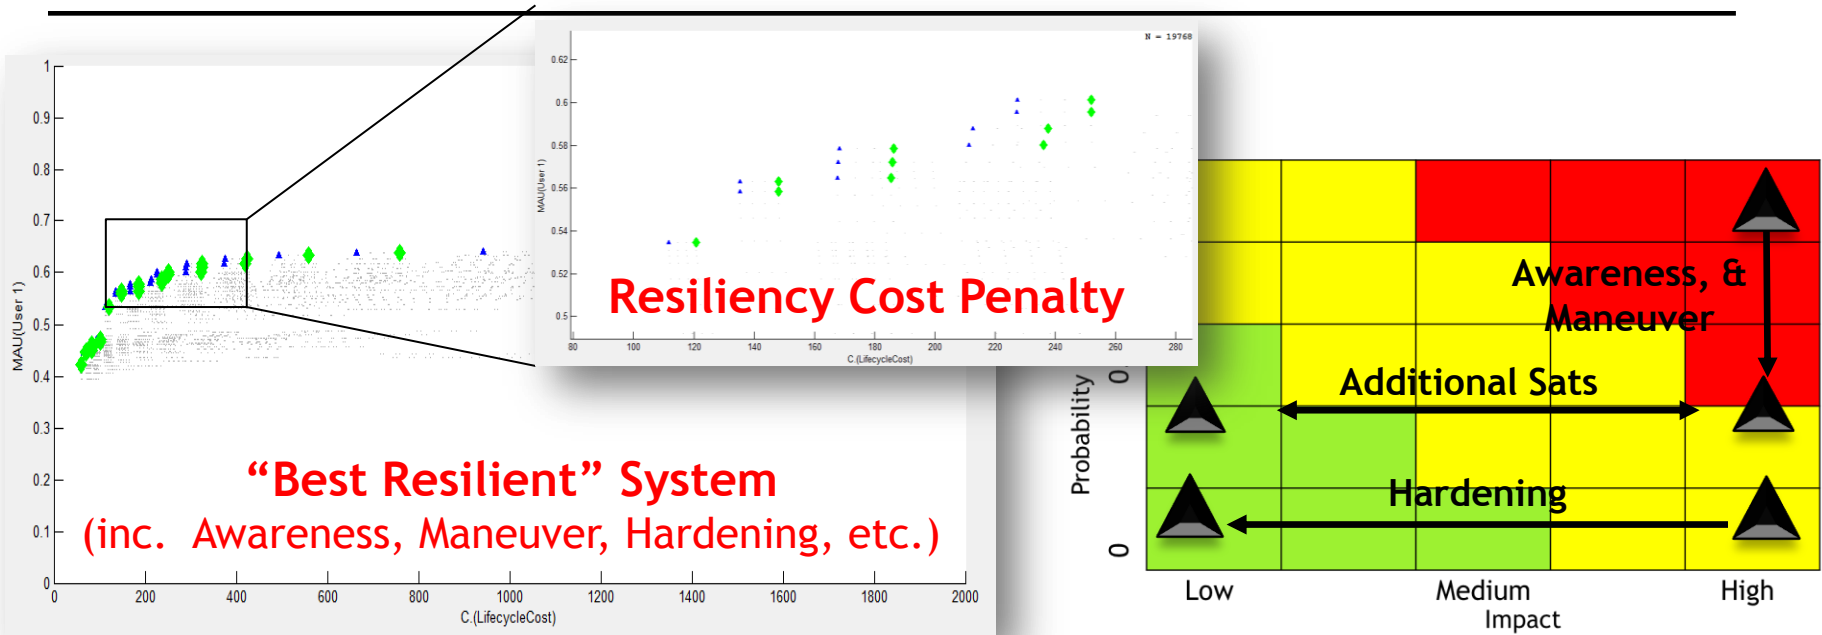 1
0.9
0.8
0.7
0.6
0.5
0.4
0.3
0.2
0.1
0
MAU(User 1)
0
200
400
600
800
1000
1200
1400
1600
1800
2000
C.(LifecycleCost)
“Best Resilient” System
(inc. Awareness, Maneuver, Hardening, etc.)
N = 19768
0.62
0.6
0.58
0.56
0.54
0.52
0.5
MAU(User 1)
80
100
120
140
160
180
200
220
240
260
280
C.(LifecycleCost)
Resiliency Cost Penalty
Awareness, &
Maneuver
Additional Sats
Hardening
Probability
0
Low
Medium
High
Impact